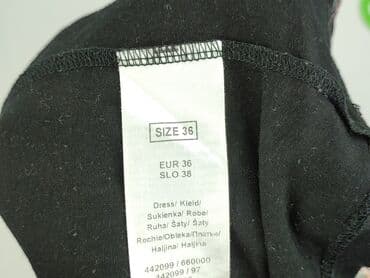 SIZE 36
EUR 36
SLO 38
Dress/ Kleid/
Sukienka/ Robe/
Ruha/ Šaty/ Šaty/
Rochie/Obleka/Платье/
Haljina/ Haljina/
442099 / 660000
442099 / 97